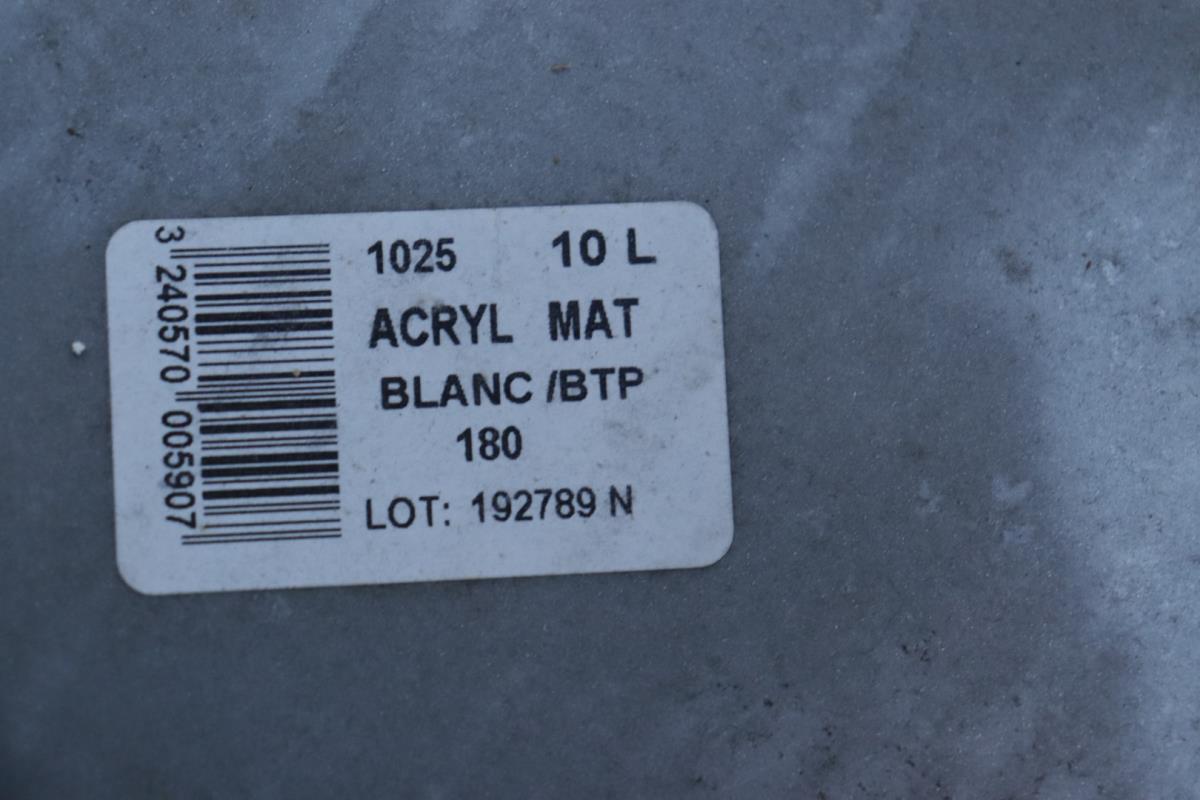 3 240570 005907
1025 10 L
ACRYL MAT
BLANC /BTP
180
LOT: 192789 N